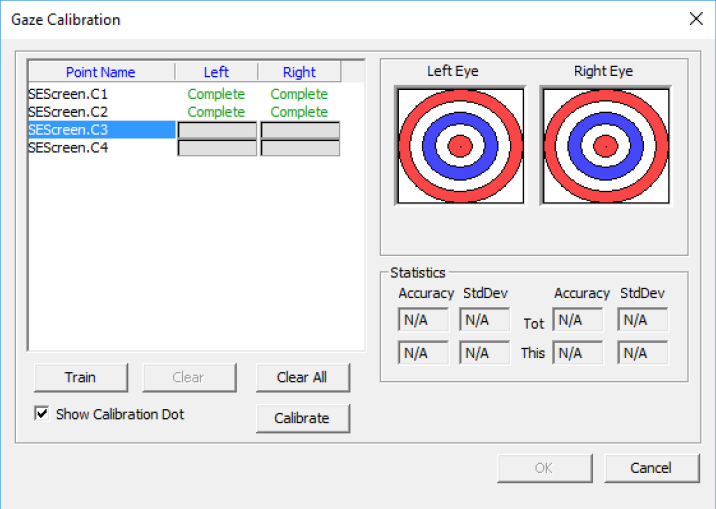 Gaze Calibration
Point Name Left Right
SEScreen.C1 Complete Complete
SEScreen.C2 Complete Complete
SEScreen.C3
SEScreen.C4
Train Clear Clear All
Show Calibration Dot Calibrate
Left Eye Right Eye
Statistics
Accuracy StdDev Accuracy StdDev
N/A N/A Tot N/A N/A
N/A N/A This N/A N/A
OK Cancel